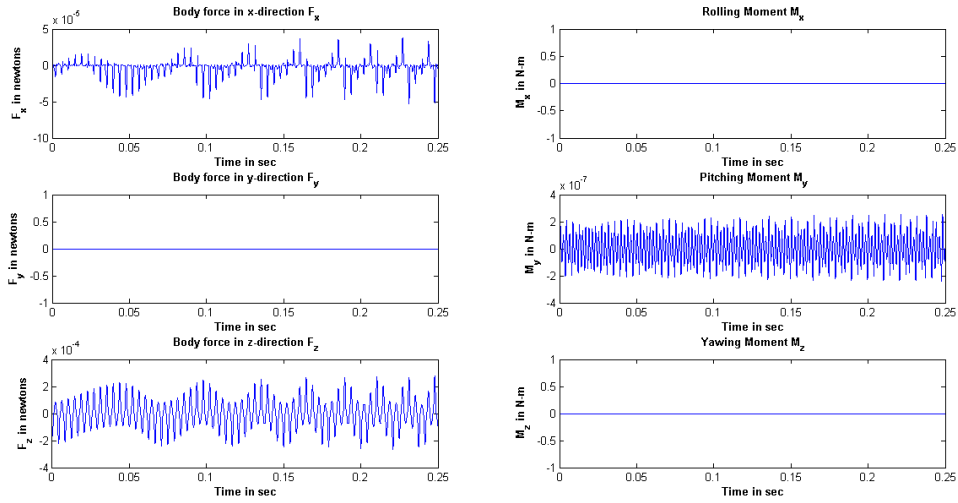 Body force in x-direction F_x
x 10^-5
5
0
-5
-10
F_x in newtons
0 0.05 0.1 0.15 0.2 0.25
Time in sec
Rolling Moment M_x
1
0.5
0
-0.5
-1
M_x in N-m
0 0.05 0.1 0.15 0.2 0.25
Time in sec
Body force in y-direction F_y
1
0.5
0
-0.5
-1
F_y in newtons
0 0.05 0.1 0.15 0.2 0.25
Time in sec
Pitching Moment M_y
x 10^-7
4
2
0
-2
-4
M_y in N-m
0 0.05 0.1 0.15 0.2 0.25
Time in sec
Body force in z-direction F_z
x 10^-4
4
2
0
-2
-4
F_z in newtons
0 0.05 0.1 0.15 0.2 0.25
Time in sec
Yawing Moment M_z
1
0.5
0
-0.5
-1
M_z in N-m
0 0.05 0.1 0.15 0.2 0.25
Time in sec